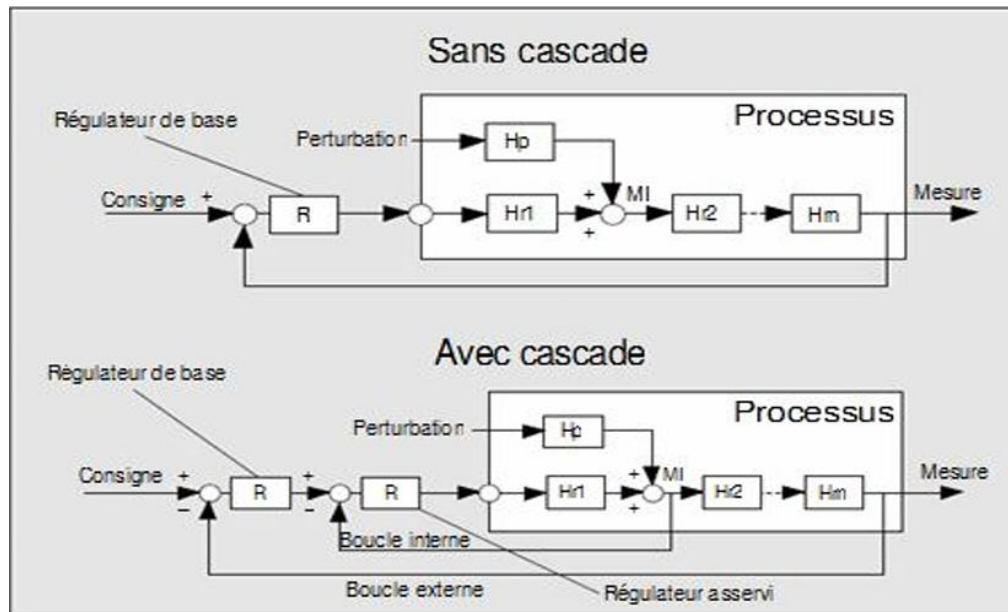 Sans cascade
Régulateur de base
Processus
Perturbation
Hp
Consigne
+
R
Hr1
+
+
MI
Hr2
Hm
Mesure
Avec cascade
Régulateur de base
Processus
Perturbation
Hp
Consigne
+
−
R
+
−
R
Hr1
+
+
MI
Hr2
Hm
Mesure
Boucle interne
Boucle externe
Régulateur asservi